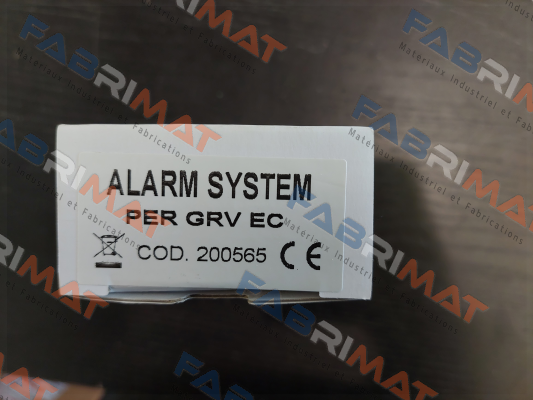 ALARM SYSTEM
PER GRV EC
COD. 200565 CE
FABRIMAT
Materiaux Industriel et Fabrications